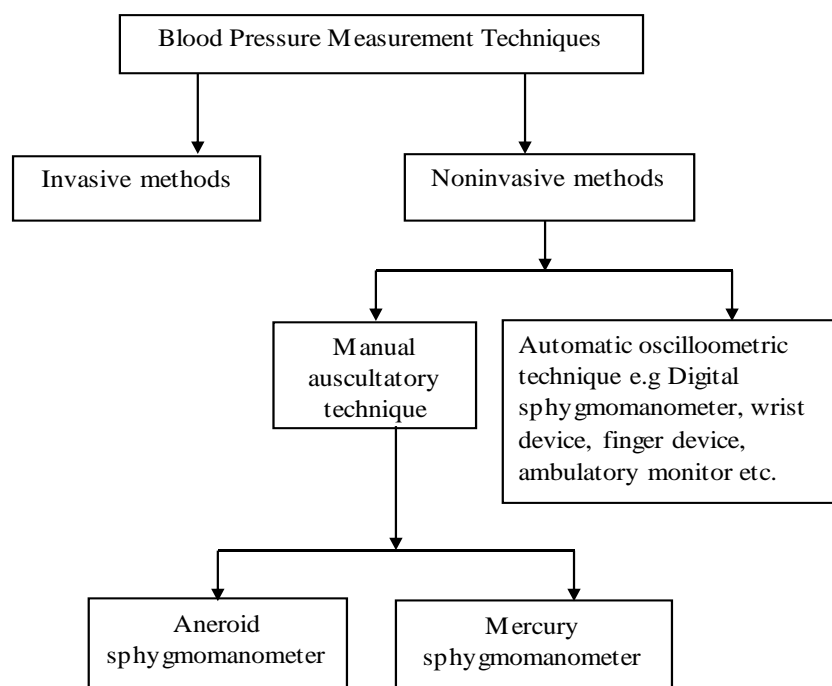 Blood Pressure Measurement Techniques
Invasive methods
Noninvasive methods
Manual
auscultatory
technique
Automatic oscilloometric
technique e.g Digital
sphygmomanometer, wrist
device, finger device,
ambulatory monitor etc.
Aneroid
sphygmomanometer
Mercury
sphygmomanometer